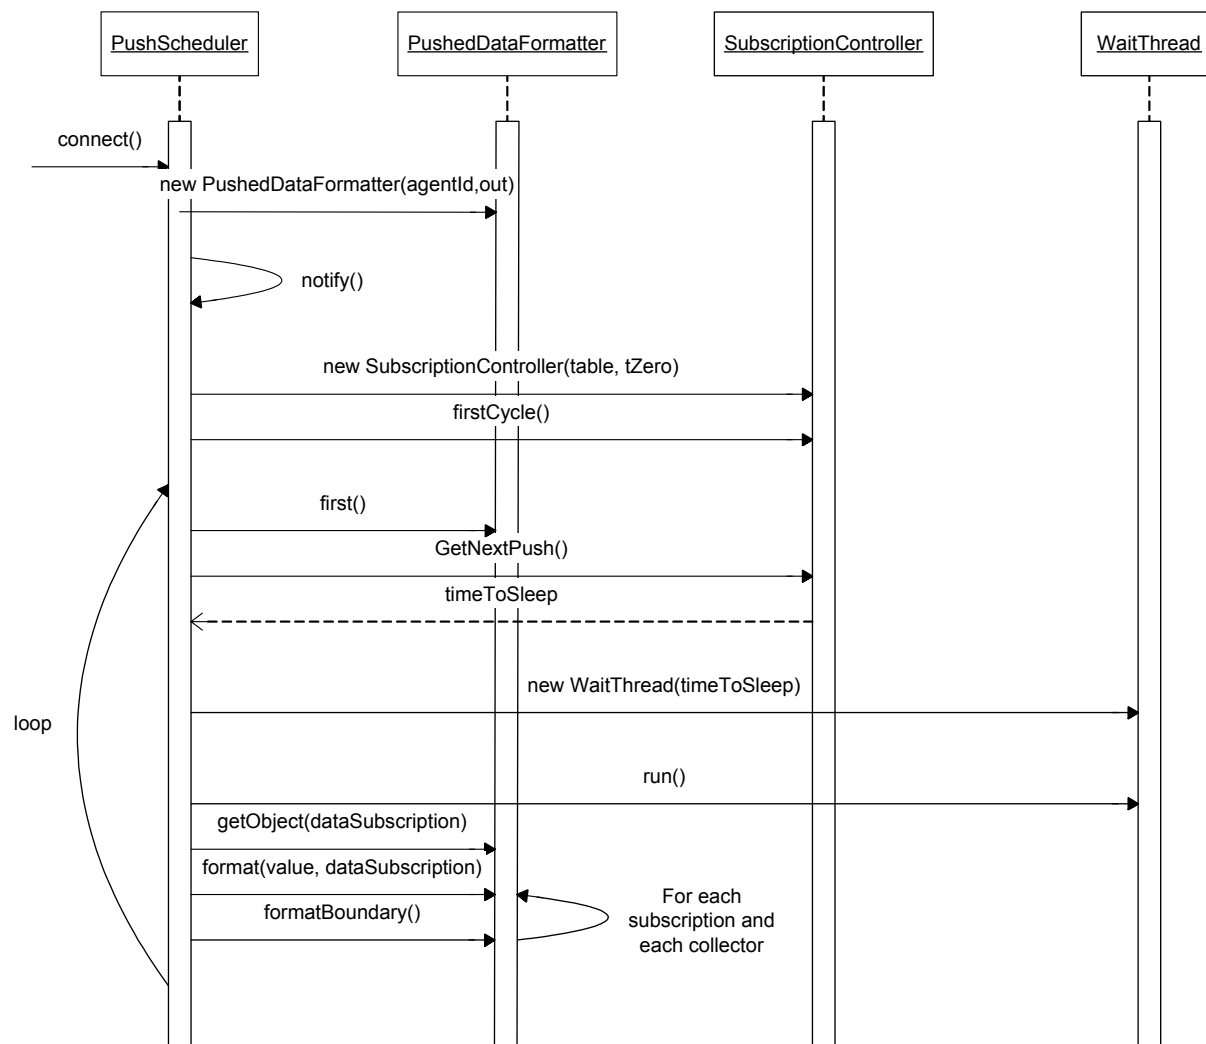 PushScheduler
PushedDataFormatter
SubscriptionController
WaitThread
connect()
new PushedDataFormatter(agentId,out)
notify()
new SubscriptionController(table, tZero)
firstCycle()
first()
GetNextPush()
timeToSleep
new WaitThread(timeToSleep)
loop
run()
getObject(dataSubscription)
format(value, dataSubscription)
formatBoundary()
For each
subscription and
each collector